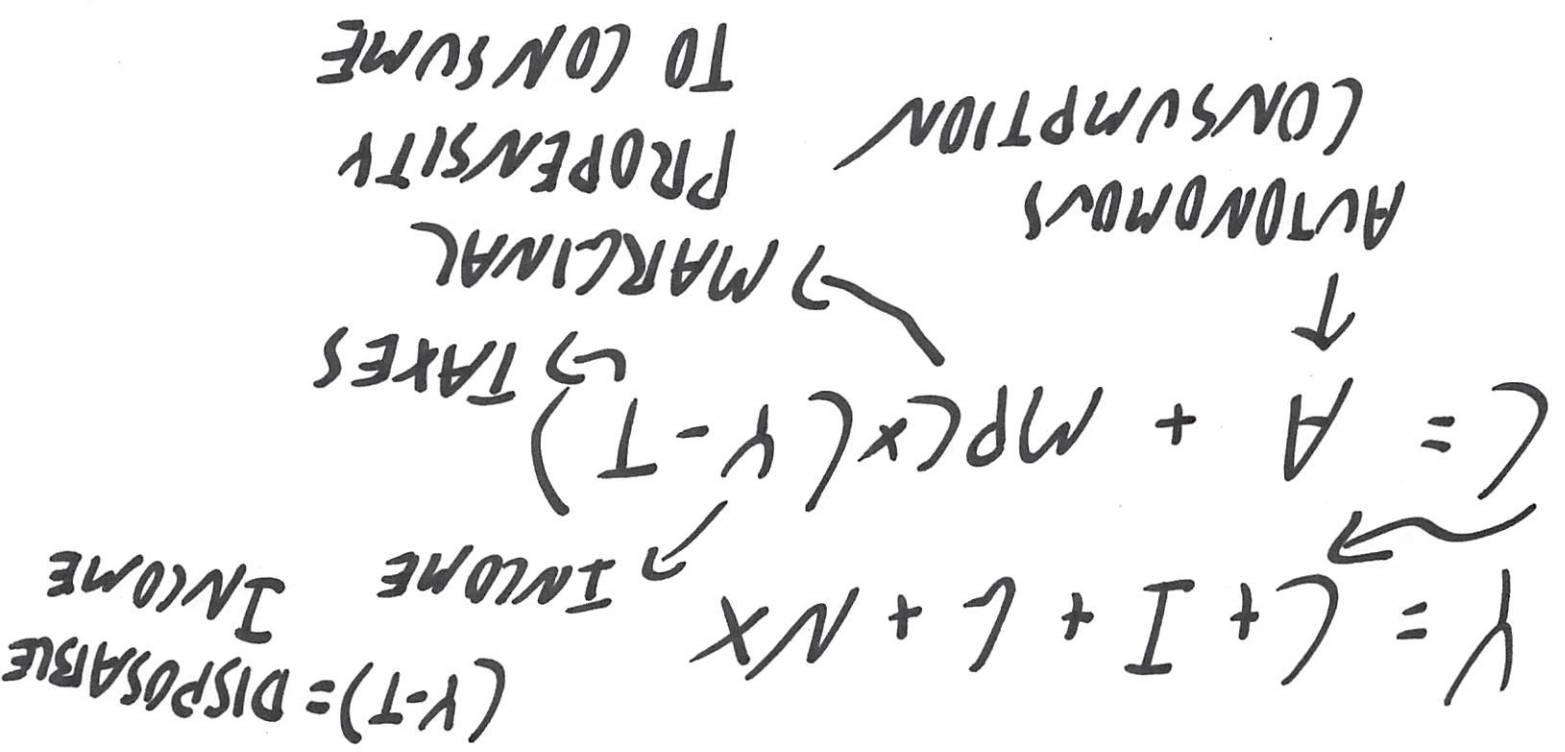 (Y-T) = DISPOSABLE
INCOME
Y = C + I + G + NX
INCOME
C = A + MPC x (Y - T)
TAXES
AUTONOMOUS
CONSUMPTION
MARGINAL
PROPENSITY
TO CONSUME